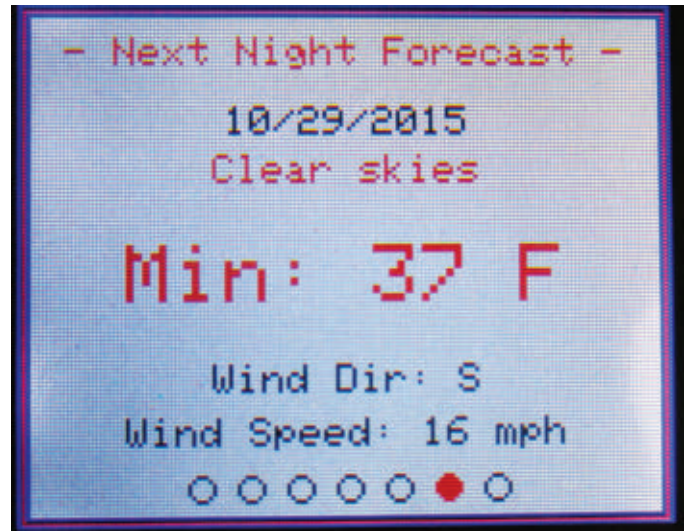 - Next Night Forecast -
10/29/2015
Clear skies
Min: 37 F
Wind Dir: S
Wind Speed: 16 mph